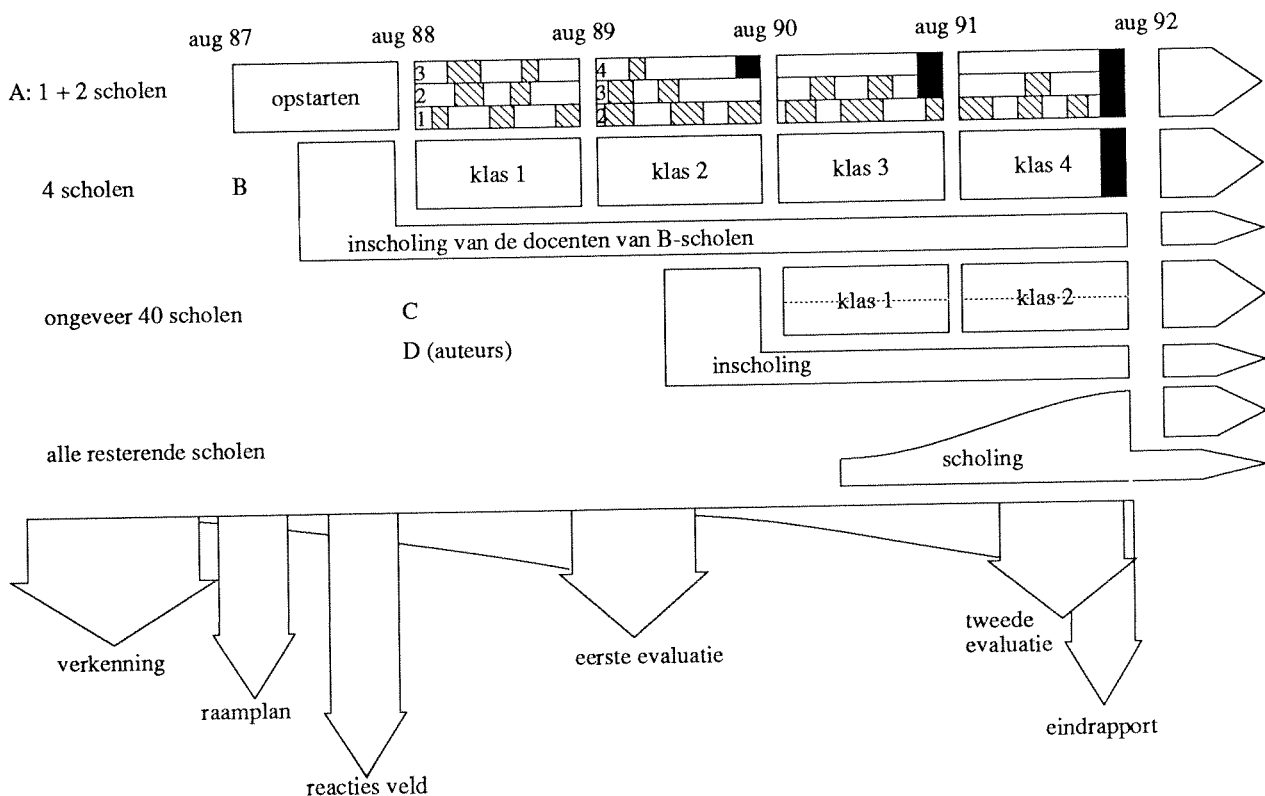 aug 87
aug 88
aug 89
aug 90
aug 91
aug 92
A: 1 + 2 scholen
opstarten
3
2
1
4
3
2
4 scholen
B
klas 1
klas 2
klas 3
klas 4
inscholing van de docenten van B-scholen
ongeveer 40 scholen
C
klas 1
klas 2
D (auteurs)
inscholing
alle resterende scholen
scholing
verkenning
raamplan
reacties veld
eerste evaluatie
tweede
evaluatie
eindrapport